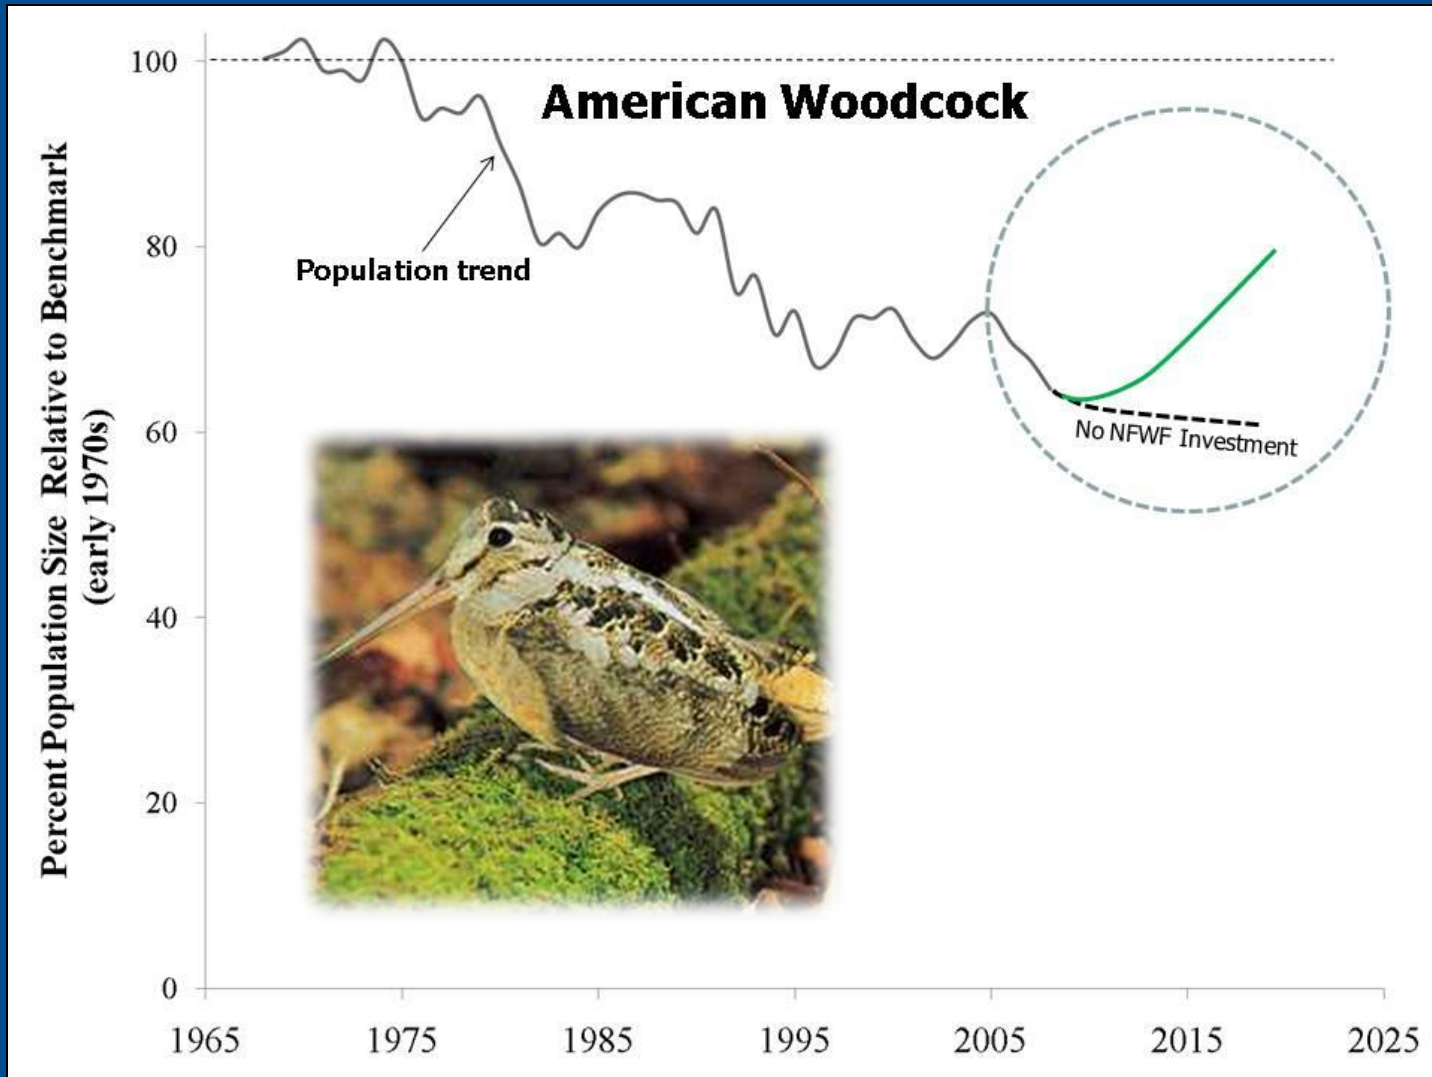 American Woodcock
Population trend
No NFWF Investment
Percent Population Size Relative to Benchmark
(early 1970s)
100
80
60
40
20
0
1965 1975 1985 1995 2005 2015 2025